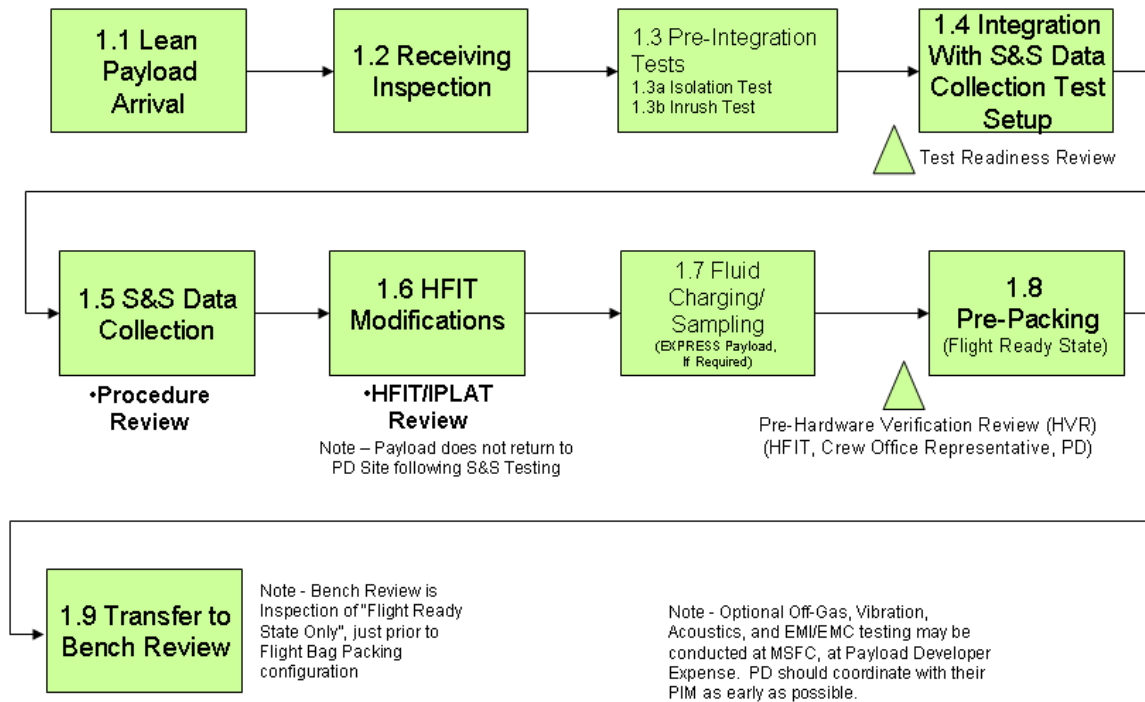 1.1 Lean
Payload
Arrival
1.2 Receiving
Inspection
1.3 Pre-Integration
Tests
1.3a Isolation Test
1.3b Inrush Test
1.4 Integration
With S&S Data
Collection Test
Setup
Test Readiness Review
1.5 S&S Data
Collection
•Procedure
Review
1.6 HFIT
Modifications
•HFIT/IPLAT
Review
Note – Payload does not return to
PD Site following S&S Testing
1.7 Fluid
Charging/
Sampling
(EXPRESS Payload,
If Required)
1.8
Pre-Packing
(Flight Ready State)
Pre-Hardware Verification Review (HVR)
(HFIT, Crew Office Representative, PD)
1.9 Transfer to
Bench Review
Note - Bench Review is
Inspection of "Flight Ready
State Only", just prior to
Flight Bag Packing
configuration
Note - Optional Off-Gas, Vibration,
Acoustics, and EMI/EMC testing may be
conducted at MSFC, at Payload Developer
Expense.  PD should coordinate with their
PIM as early as possible.